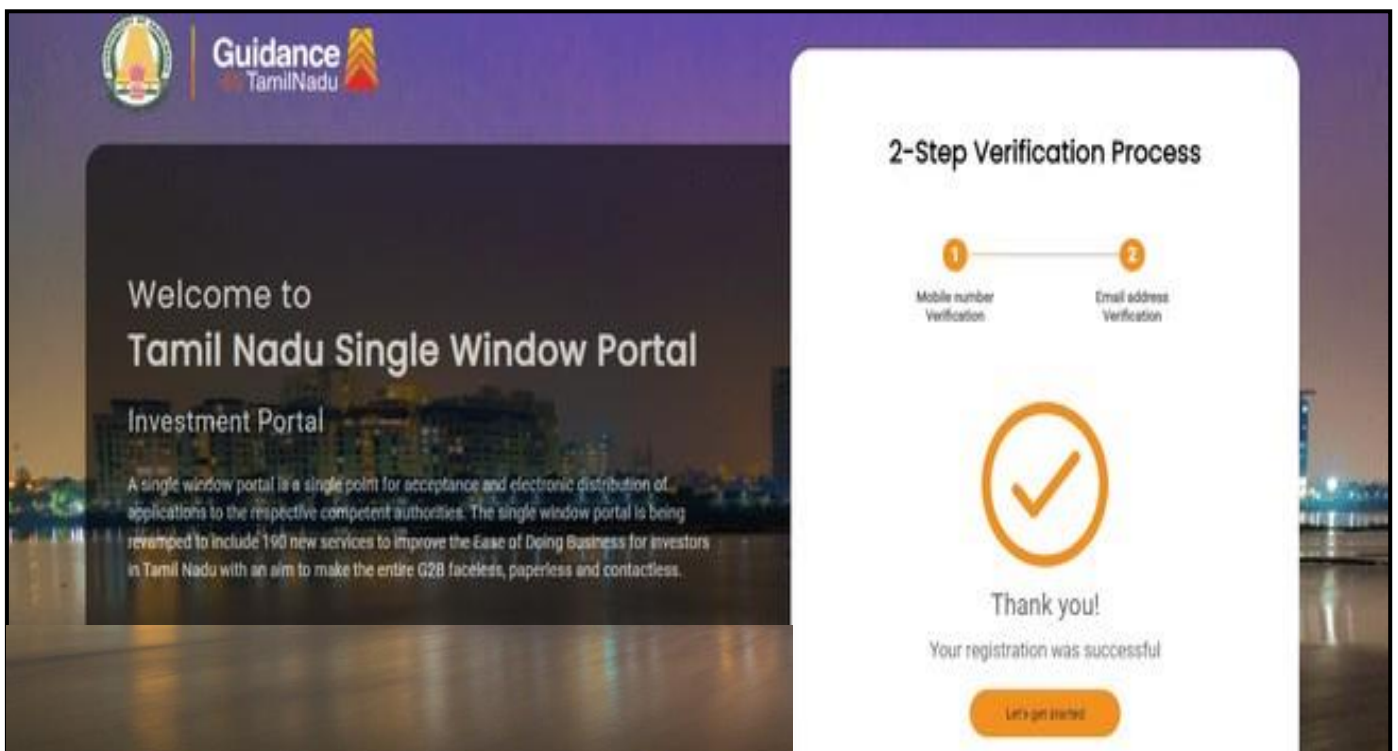 Guidance
TamilNadu
Welcome to
Tamil Nadu Single Window Portal
Investment Portal
A single window portal is a single point for acceptance and electronic distribution of
applications to the respective competent authorities. The single window portal is being
revamped to include 190 new services to improve the Ease of Doing Business for investors
in Tamil Nadu with an aim to make the entire G2B faceless, paperless and contactless.
2-Step Verification Process
1
2
Mobile number
Verification
Email address
Verification
Thank you!
Your registration was successful
Let's get started